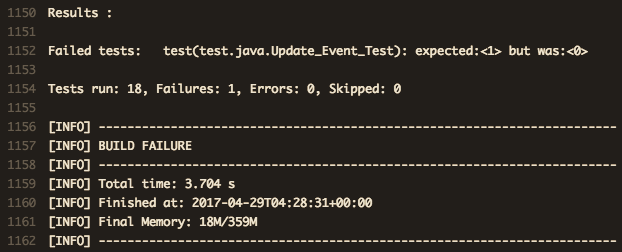 1150 Results :
1151
1152 Failed tests:   test(test.java.Update_Event_Test): expected:<1> but was:<0>
1153
1154 Tests run: 18, Failures: 1, Errors: 0, Skipped: 0
1155
1156 [INFO] ------------------------------------------------------------------------
1157 [INFO] BUILD FAILURE
1158 [INFO] ------------------------------------------------------------------------
1159 [INFO] Total time: 3.704 s
1160 [INFO] Finished at: 2017-04-29T04:28:31+00:00
1161 [INFO] Final Memory: 18M/359M
1162 [INFO] ------------------------------------------------------------------------